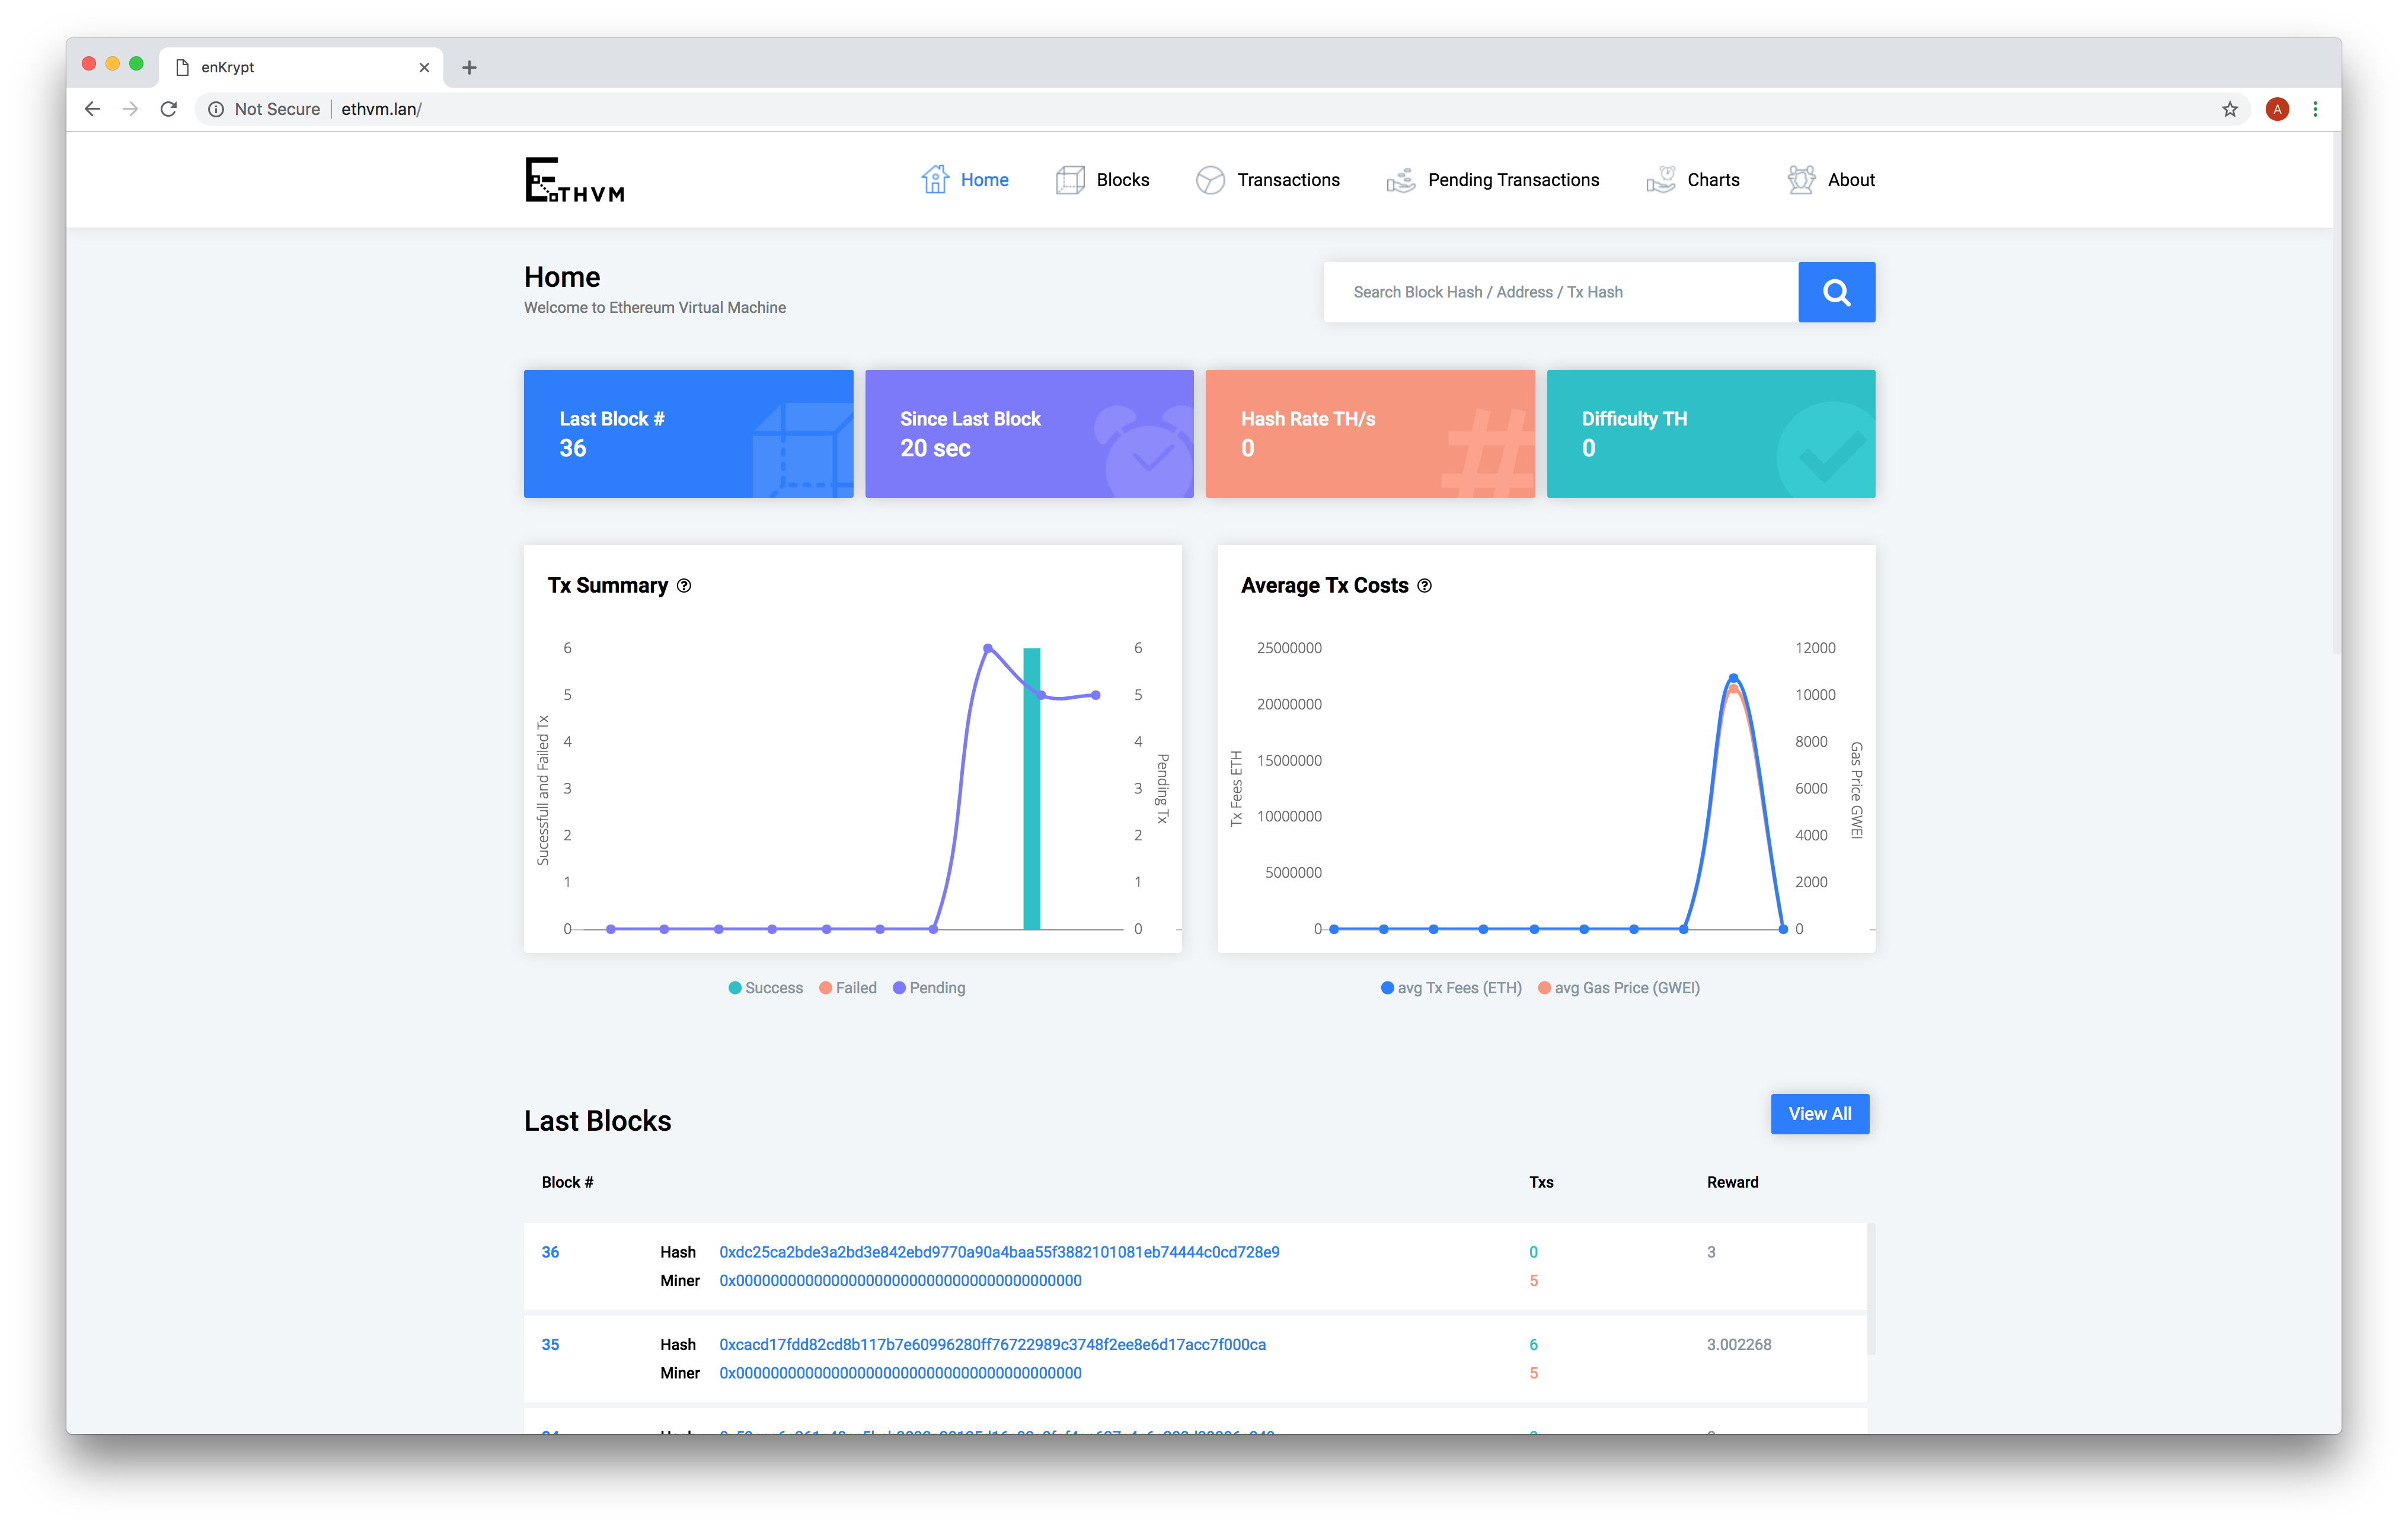 enKrypt
Not Secure | ethvm.lan/
A
ETHVM
Home
Blocks
Transactions
Pending Transactions
Charts
About
Home
Welcome to Ethereum Virtual Machine
Search Block Hash / Address / Tx Hash
Last Block #
36
Since Last Block
20 sec
Hash Rate TH/s
0
Difficulty TH
0
Tx Summary
6
5
4
3
2
1
0
Sucessfull and Failed Tx
6
5
4
3
2
1
0
Pending Tx
Success
Failed
Pending
Average Tx Costs
25000000
20000000
15000000
10000000
5000000
0
Tx Fees ETH
12000
10000
8000
6000
4000
2000
0
Gas Price GWEI
avg Tx Fees (ETH)
avg Gas Price (GWEI)
Last Blocks
View All
Block # Txs Reward
36 Hash 0xdc25ca2bde3a2bd3e842ebd9770a90a4baa55f3882101081eb74444c0cd728e9 0 3
Miner 0x0000000000000000000000000000000000000000 5
35 Hash 0xcacd17fdd82cd8b117b7e60996280ff76722989c3748f2ee8e6d17acc7f000ca 6 3.002268
Miner 0x0000000000000000000000000000000000000000 5